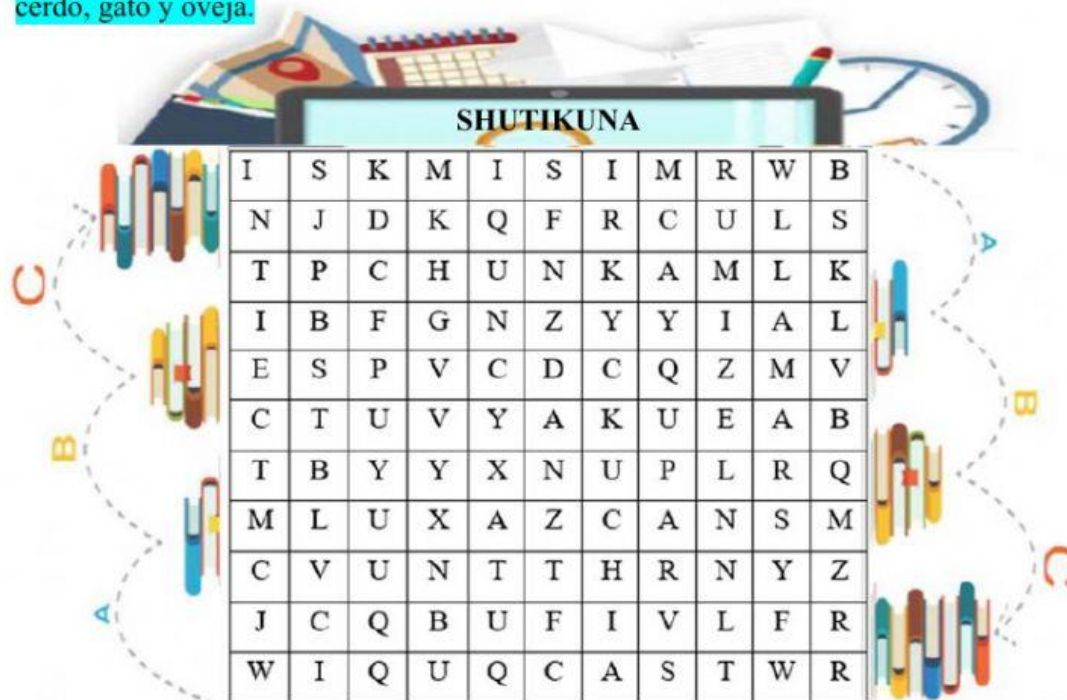 cerdo, gato y oveja.
SHUTIKUNA
I S K M I S I M R W B
N J D K Q F R C U L S
T P C H U N K A M L K
I B F G N Z Y Y I A L
E S P V C D C Q Z M V
C T U V Y A K U E A B
T B Y Y X N U P L R Q
M L U X A Z C A N S M
C V U N T T H R N Y Z
J C Q B U F I V L F R
W I Q U Q C A S T W R
C
B
A
A
B
C